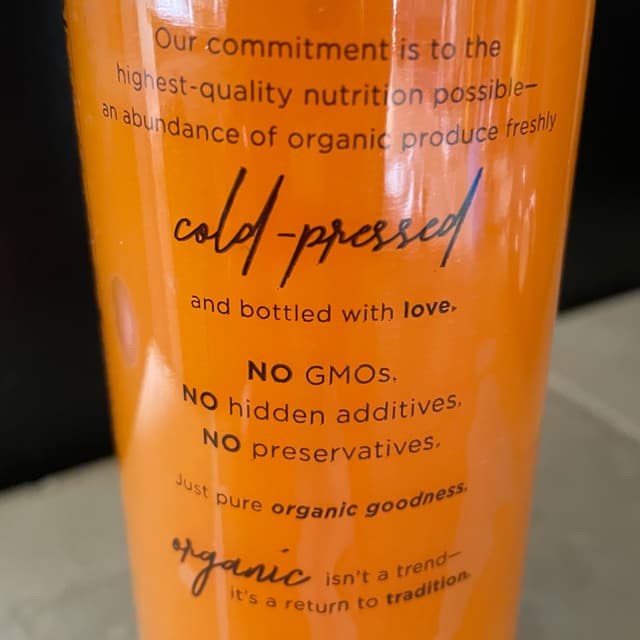 Our commitment is to the
highest-quality nutrition possible—
an abundance of organic produce freshly
cold-pressed
and bottled with love.
NO GMOs.
NO hidden additives.
NO preservatives.
Just pure organic goodness.
organic isn't a trend—
it's a return to tradition.